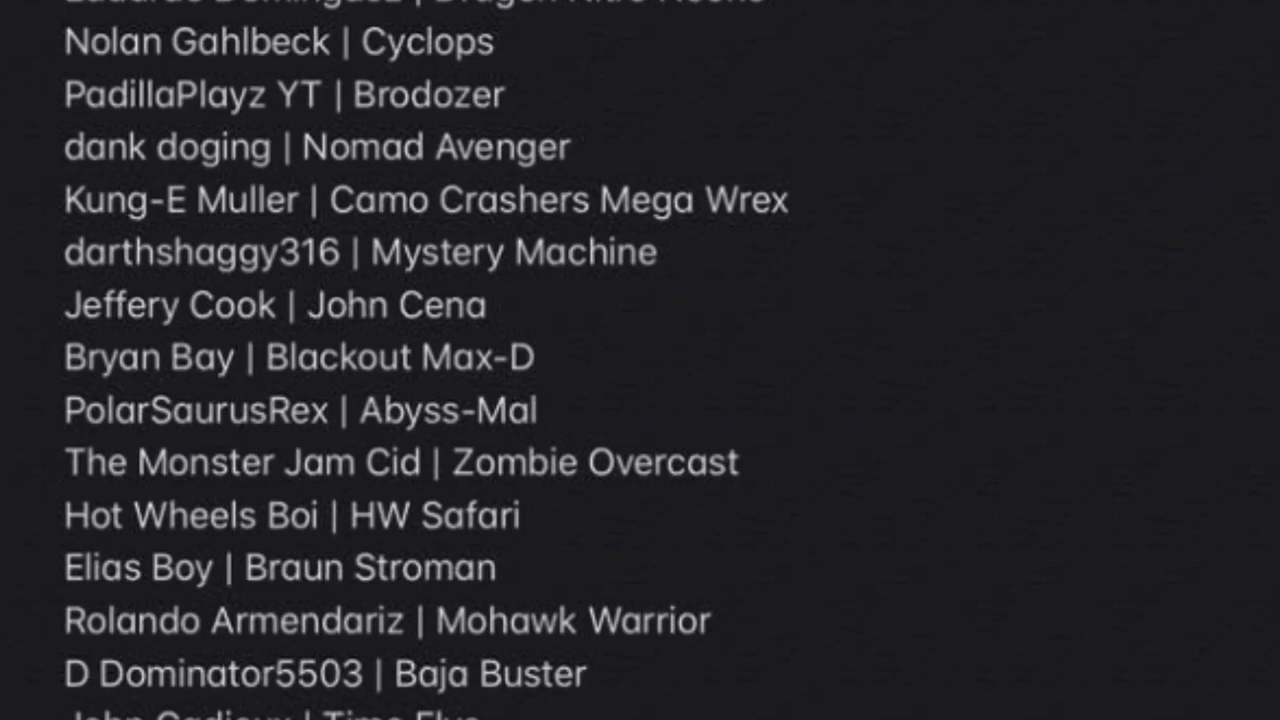 Nolan Gahlbeck | Cyclops
PadillaPlayz YT | Brodozer
dank doging | Nomad Avenger
Kung-E Muller | Camo Crashers Mega Wrex
darthshaggy316 | Mystery Machine
Jeffery Cook | John Cena
Bryan Bay | Blackout Max-D
PolarSaurusRex | Abyss-Mal
The Monster Jam Cid | Zombie Overcast
Hot Wheels Boi | HW Safari
Elias Boy | Braun Stroman
Rolando Armendariz | Mohawk Warrior
D Dominator5503 | Baja Buster